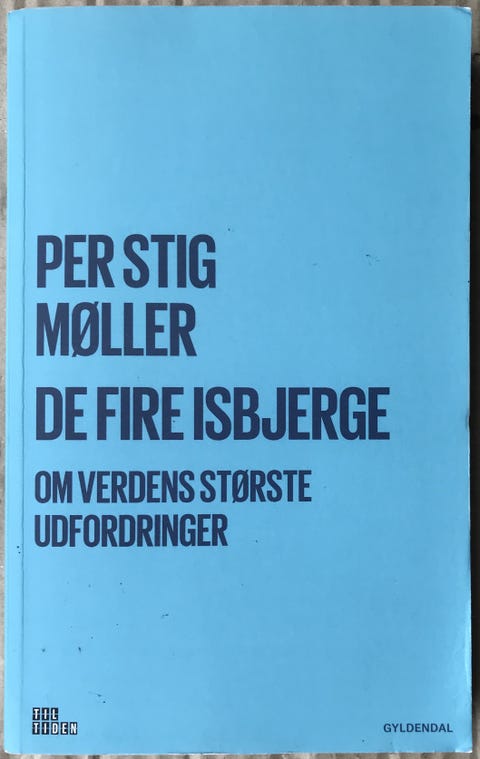 PER STIG
MØLLER
DE FIRE ISBJERGE
OM VERDENS STØRSTE
UDFORDRINGER
TIL
TIDEN
GYLDENDAL